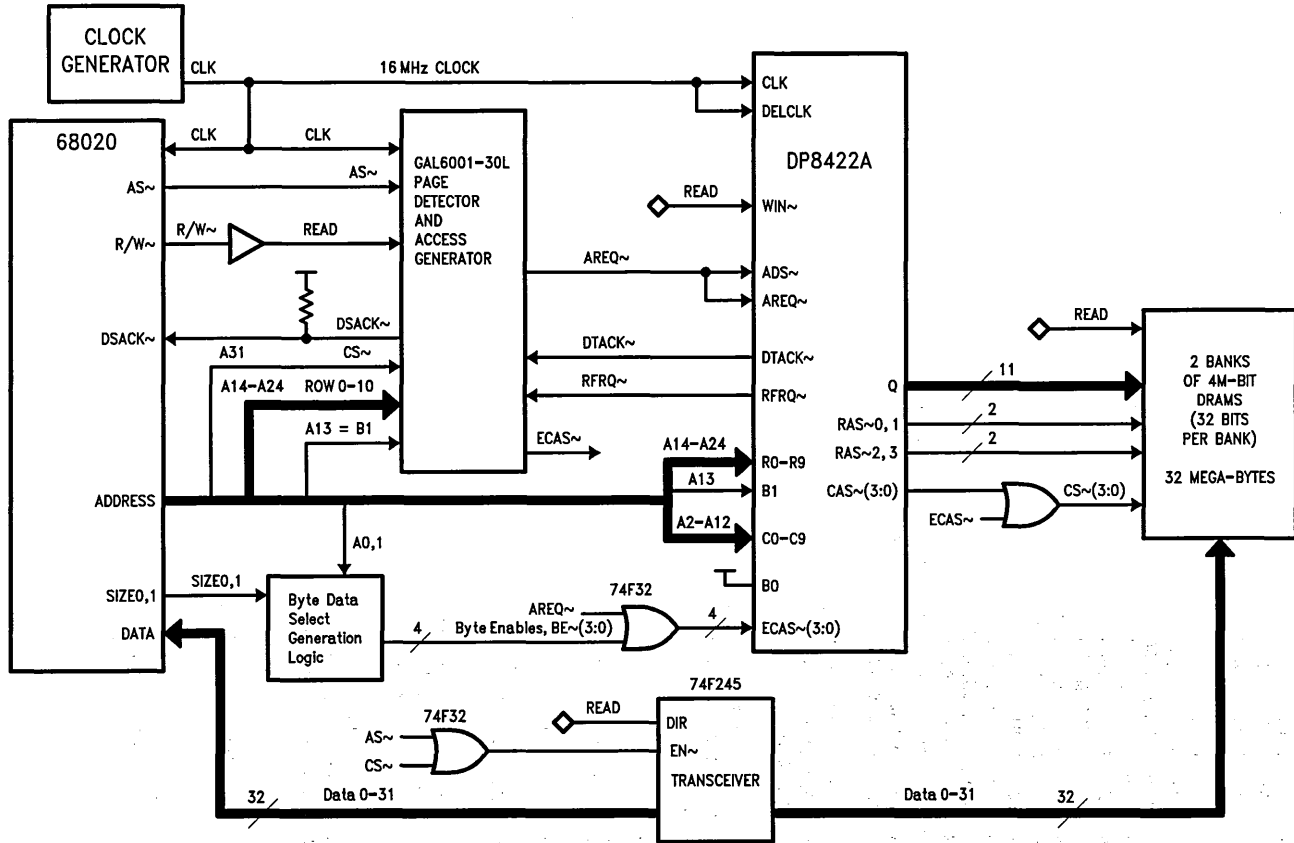 CLOCK
GENERATOR
CLK
16 MHz CLOCK
CLK
DELCLK
DP8422A
68020
CLK
CLK
GAL6001-30L
PAGE
DETECTOR
AND
ACCESS
GENERATOR
AS~
AS~
R/W~
R/W~
READ
READ
WIN~
AREQ~
ADS~
AREQ~
DSACK~
DSACK~
DTACK~
DTACK~
A31
CS~
RFRQ~
RFRQ~
A14-A24
ROW 0-10
A13 = B1
ECAS~
READ
Q
11
RAS~0,1
2
RAS~2,3
2
CAS~(3:0)
ECAS~
CS~(3:0)
2 BANKS
OF 4M-BIT
DRAMS
(32 BITS
PER BANK)
32 MEGA-BYTES
A14-A24
R0-R9
A13
B1
A2-A12
C0-C9
B0
ADDRESS
A0,1
SIZE0,1
SIZE0,1
DATA
Byte Data
Select
Generation
Logic
4
AREQ~
Byte Enables, BE~(3:0)
74F32
4
ECAS~(3:0)
74F245
READ
DIR
EN~
TRANSCEIVER
74F32
AS~
CS~
32
Data 0-31
Data 0-31
32